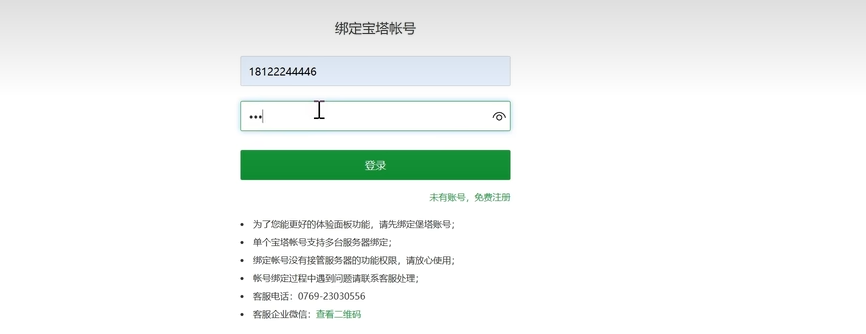 绑定宝塔帐号
18122244446
•••
登录
未有账号，免费注册
• 为了您能更好的体验面板功能，请先绑定堡塔账号；
• 单个宝塔帐号支持多台服务器绑定；
• 绑定帐号没有接管服务器的功能权限，请放心使用；
• 帐号绑定过程中遇到问题请联系客服处理；
• 客服电话：0769-23030556
• 客服企业微信：查看二维码